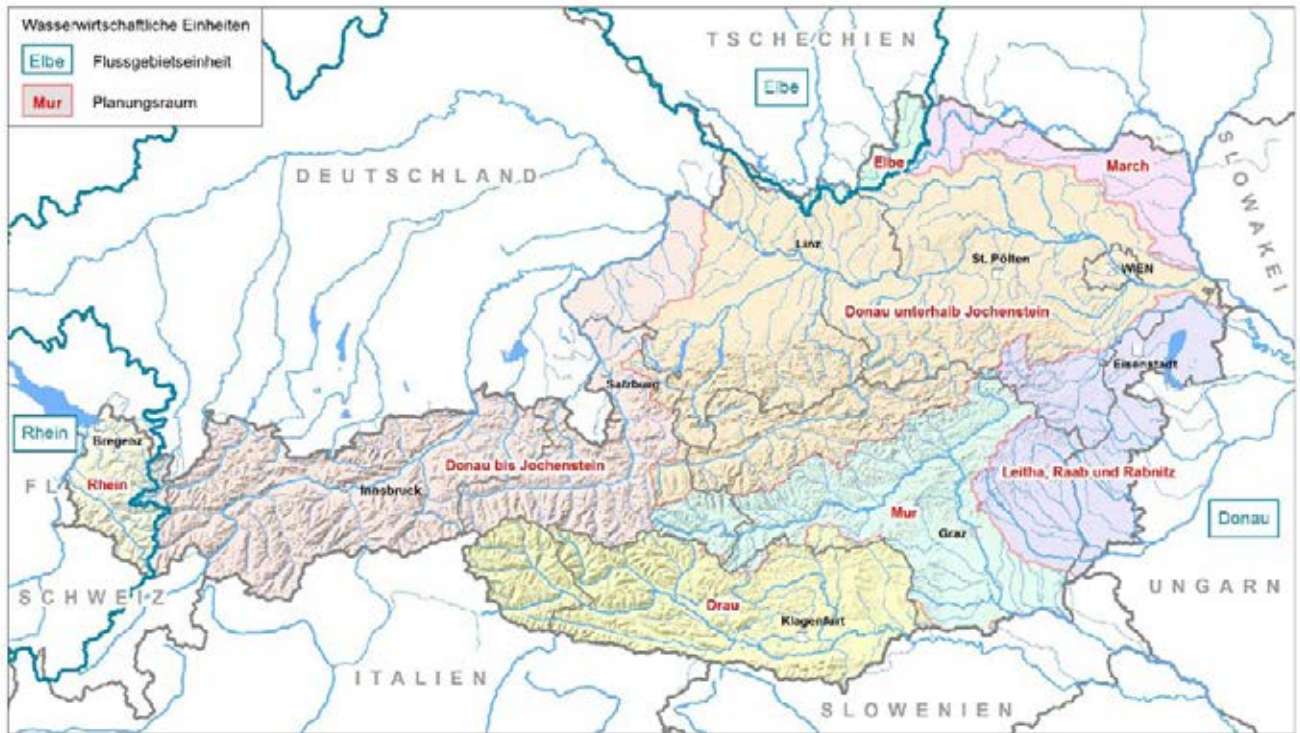 Wasserwirtschaftliche Einheiten
Elbe Flussgebietseinheit
Mur Planungsraum
TSCHECHIEN
Elbe
Elbe
March
SLOWAKEI
DEUTSCHLAND
Linz
St. Pölten
WIEN
Donau unterhalb Jochenstein
Eisenstadt
Salzburg
Rhein
Bregenz
Rhein
FL
Donau bis Jochenstein
Innsbruck
Leitha, Raab und Rabnitz
Mur
Graz
Donau
UNGARN
SCHWEIZ
Drau
Klagenfurt
ITALIEN
SLOWENIEN